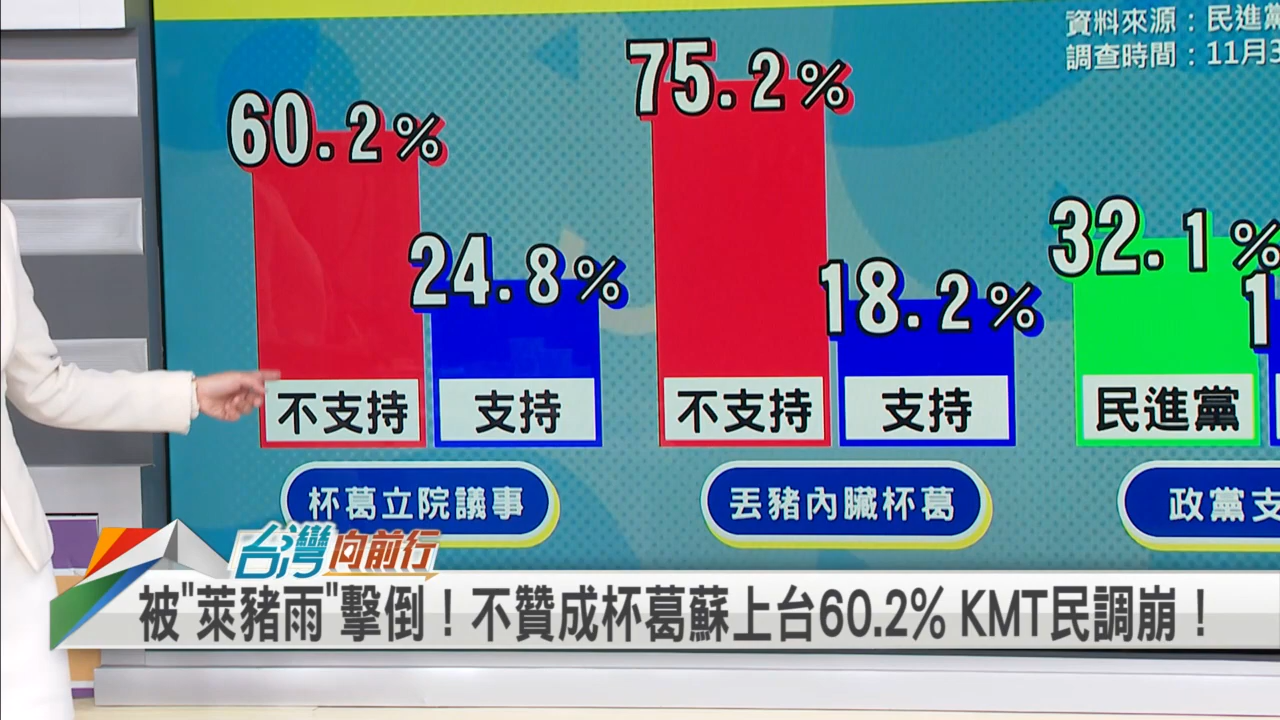 資料來源：民進黨
調查時間：11月3
60.2%
24.8%
75.2%
18.2%
32.1%
1
不支持
支持
不支持
支持
民進黨
杯葛立院議事
丟豬內臟杯葛
政黨支
台灣向前行
被"萊豬雨"擊倒！不贊成杯葛蘇上台60.2% KMT民調崩！